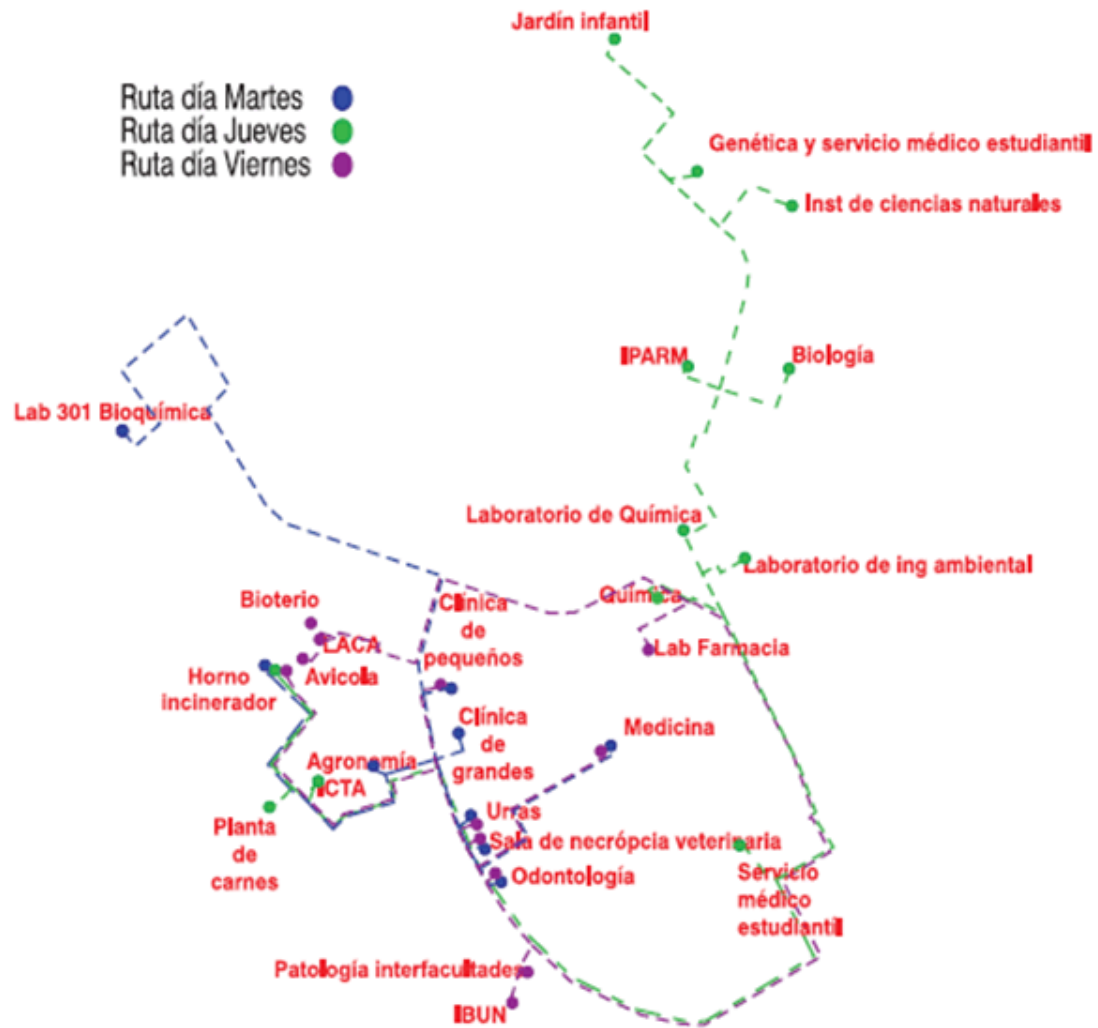 Jardín infantil
Ruta día Martes
Ruta día Jueves
Ruta día Viernes
Genética y servicio médico estudiantil
Inst de ciencias naturales
IPARM
Biología
Lab 301 Bioquímica
Laboratorio de Química
Laboratorio de ing ambiental
Bioterio
Clínica
de
pequeños
Química
LACA
Lab Farmacia
Horno
incinerador
Avicola
Clínica
de
grandes
Medicina
Agronomía
ICTA
Planta
de
carnes
Urras
Sala de necrópcia veterinaria
Odontología
Servicio
médico
estudiantil
Patología interfacultades
IBUN